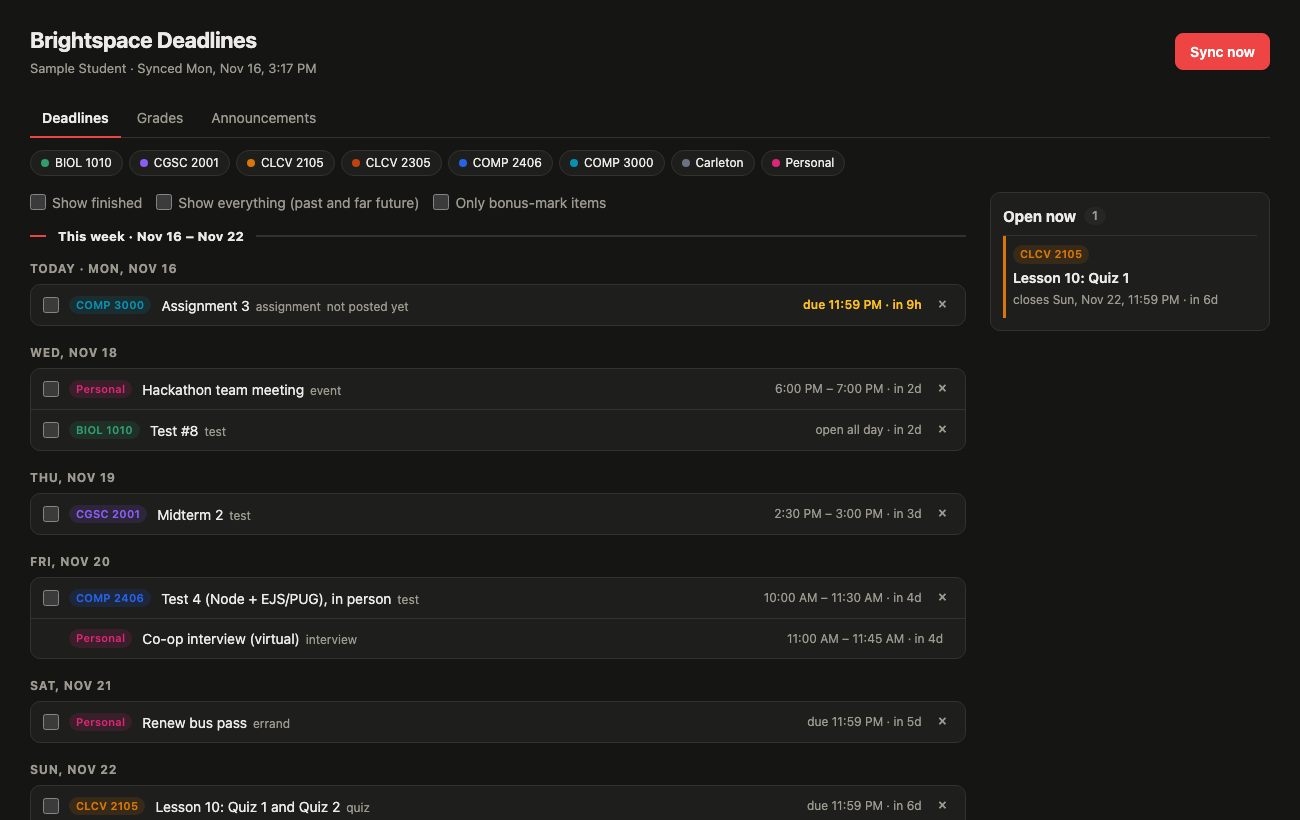 Brightspace Deadlines
Sample Student · Synced Mon, Nov 16, 3:17 PM
Sync now
Deadlines Grades Announcements
BIOL 1010 CGSC 2001 CLCV 2105 CLCV 2305 COMP 2406 COMP 3000 Carleton Personal
Show finished Show everything (past and far future) Only bonus-mark items
This week · Nov 16 – Nov 22
TODAY · MON, NOV 16
COMP 3000 Assignment 3 assignment not posted yet due 11:59 PM · in 9h ×
WED, NOV 18
Personal Hackathon team meeting event 6:00 PM – 7:00 PM · in 2d ×
BIOL 1010 Test #8 test open all day · in 2d ×
THU, NOV 19
CGSC 2001 Midterm 2 test 2:30 PM – 3:00 PM · in 3d ×
FRI, NOV 20
COMP 2406 Test 4 (Node + EJS/PUG), in person test 10:00 AM – 11:30 AM · in 4d ×
Personal Co-op interview (virtual) interview 11:00 AM – 11:45 AM · in 4d
SAT, NOV 21
Personal Renew bus pass errand due 11:59 PM · in 5d ×
SUN, NOV 22
CLCV 2105 Lesson 10: Quiz 1 and Quiz 2 quiz due 11:59 PM · in 6d ×
Open now 1
CLCV 2105
Lesson 10: Quiz 1
closes Sun, Nov 22, 11:59 PM · in 6d